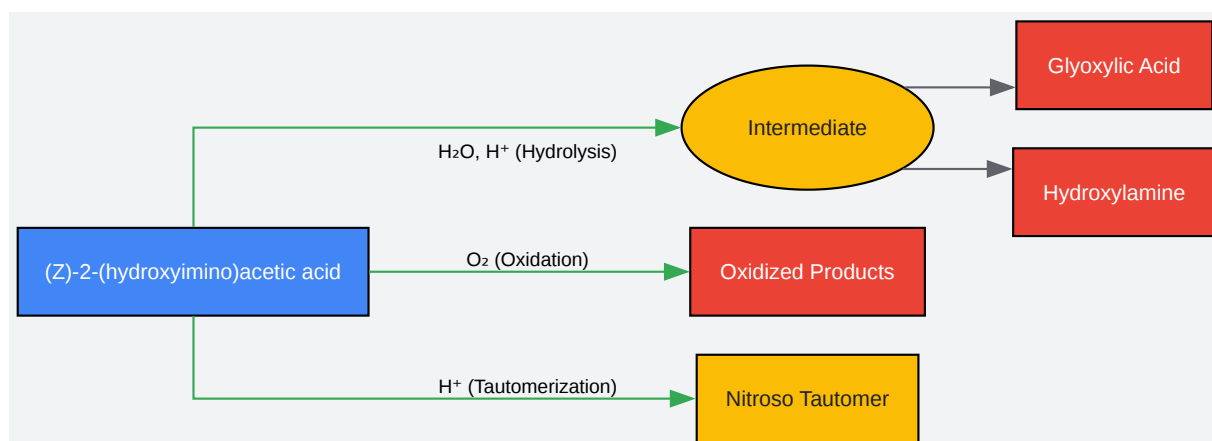 Glyoxylic Acid
Intermediate
H₂O, H⁺ (Hydrolysis)
Hydroxylamine
(Z)-2-(hydroxyimino)acetic acid
O₂ (Oxidation)
Oxidized Products
H⁺ (Tautomerization)
Nitroso Tautomer